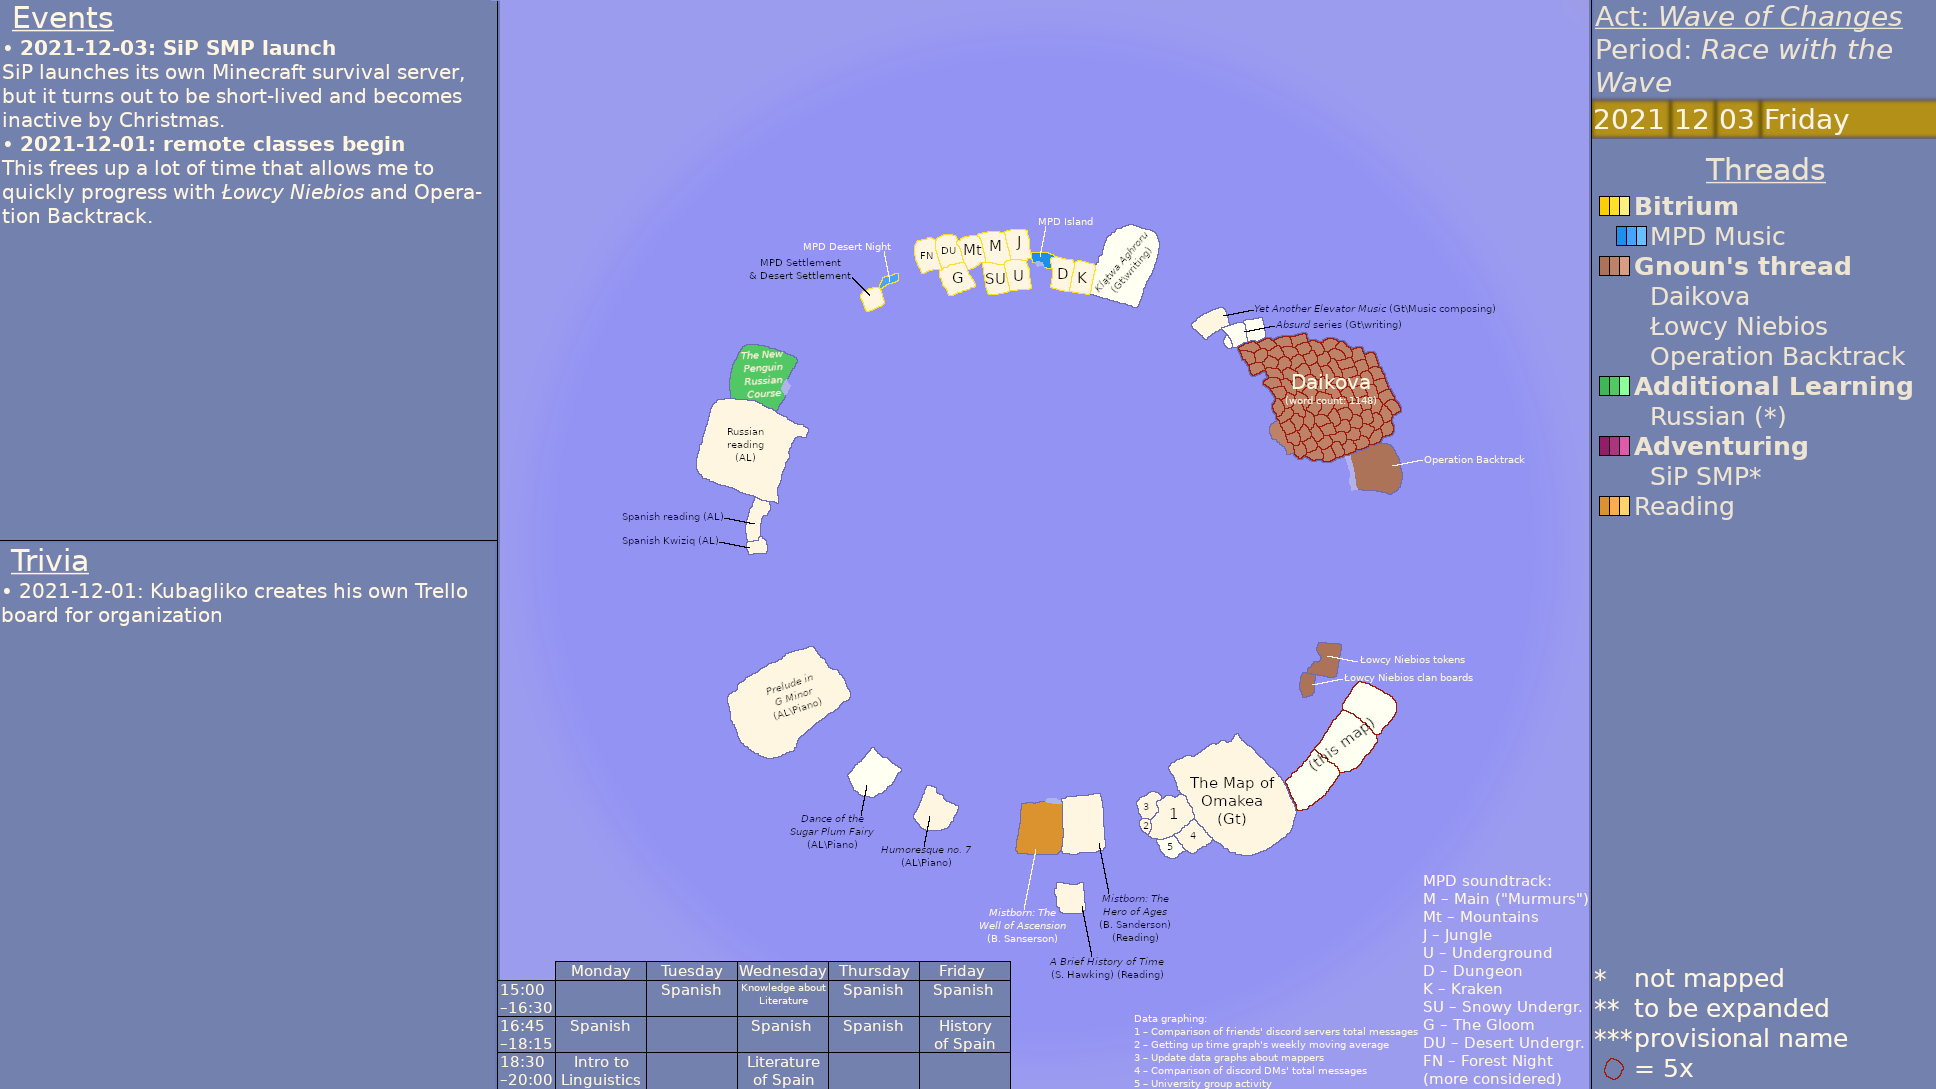 Events
• 2021-12-03: SiP SMP launch
SiP launches its own Minecraft survival server,
but it turns out to be short-lived and becomes
inactive by Christmas.
• 2021-12-01: remote classes begin
This frees up a lot of time that allows me to
quickly progress with Łowcy Niebios and Opera-
tion Backtrack.
Trivia
• 2021-12-01: Kubagliko creates his own Trello
board for organization
MPD Island
MPD Desert Night
MPD Settlement
& Desert Settlement
FN
DU
Mt
M
J
G
SU
U
D
K
Klątwa Aghroru
(Gt\writing)
Yet Another Elevator Music (Gt\Music composing)
Absurd series (Gt\writing)
Daikova
(word count: 1148)
Operation Backtrack
The New
Penguin
Russian
Course
Russian
reading
(AL)
Spanish reading (AL)
Spanish Kwiziq (AL)
Prelude in
G Minor
(AL\Piano)
Dance of the
Sugar Plum Fairy
(AL\Piano)
Humoresque no. 7
(AL\Piano)
Mistborn: The
Well of Ascension
(B. Sanserson)
Mistborn: The
Hero of Ages
(B. Sanderson)
(Reading)
A Brief History of Time
(S. Hawking) (Reading)
Łowcy Niebios tokens
Łowcy Niebios clan boards
(this map)
The Map of
Omakea
(Gt)
3
1
2
4
5
Monday Tuesday Wednesday Thursday Friday
15:00
–16:30
Spanish
Knowledge about
Literature
Spanish
Spanish
16:45
–18:15
Spanish
Spanish
Spanish
History
of Spain
18:30
–20:00
Intro to
Linguistics
Literature
of Spain
Data graphing:
1 – Comparison of friends' discord servers total messages
2 – Getting up time graph's weekly moving average
3 – Update data graphs about mappers
4 – Comparison of discord DMs' total messages
5 – University group activity
MPD soundtrack:
M – Main ("Murmurs")
Mt – Mountains
J – Jungle
U – Underground
D – Dungeon
K – Kraken
SU – Snowy Undergr.
G – The Gloom
DU – Desert Undergr.
FN – Forest Night
(more considered)
Act: Wave of Changes
Period: Race with the
Wave
2021 12 03 Friday
Threads
Bitrium
MPD Music
Gnoun's thread
Daikova
Łowcy Niebios
Operation Backtrack
Additional Learning
Russian (*)
Adventuring
SiP SMP*
Reading
* not mapped
** to be expanded
*** provisional name
= 5x